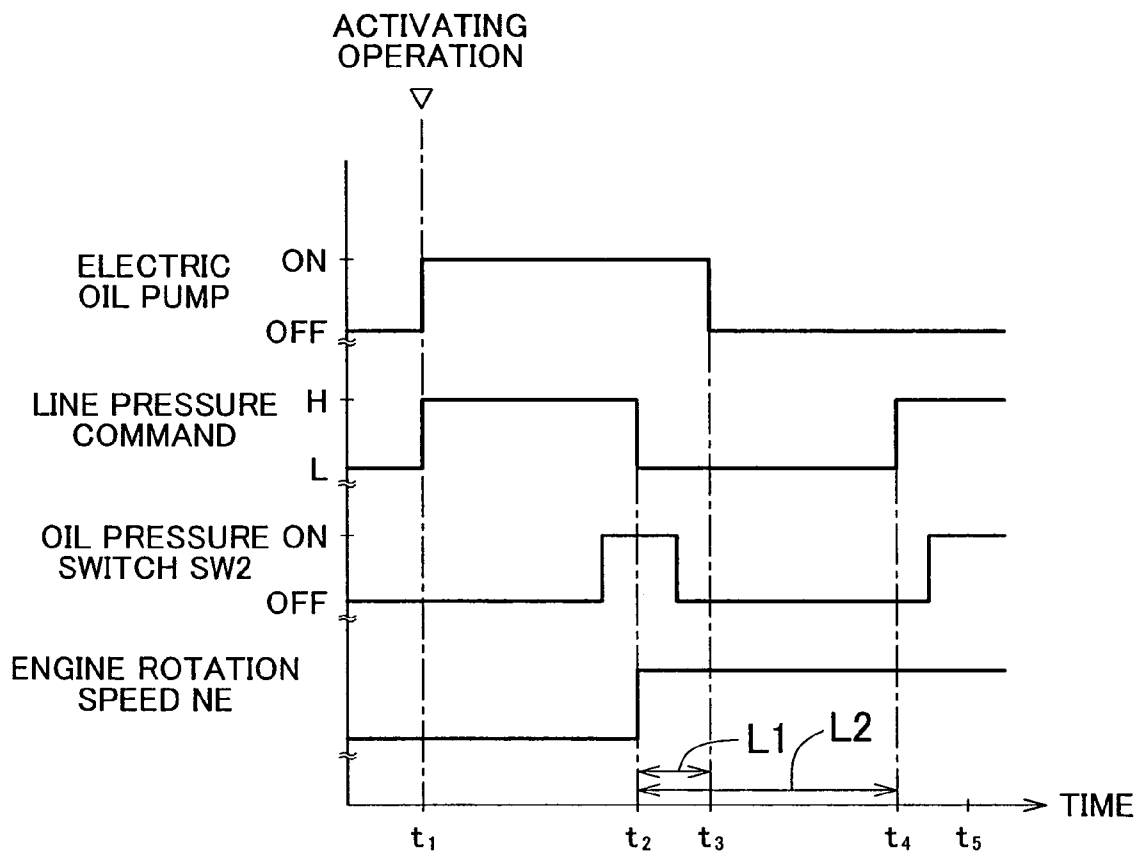 ACTIVATING
OPERATION
ELECTRIC
OIL PUMP
ON
OFF
LINE PRESSURE
COMMAND
H
L
OIL PRESSURE
SWITCH SW2
ON
OFF
ENGINE ROTATION
SPEED NE
L1
L2
TIME
t1
t2
t3
t4
t5